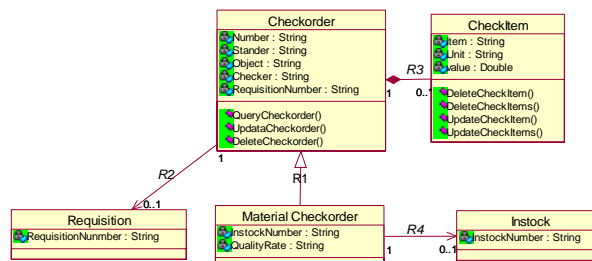 Checkorder
Number : String
Stander : String
Object : String
Checker : String
RequisitionNumber : String
QueryCheckorder()
UpdataCheckorder()
DeleteCheckorder()
CheckItem
Item : String
Unit : String
value : Double
DeleteCheckItem()
DeleteCheckItems()
UpdateCheckItem()
UpdateCheckItems()
R3
1
0..*
1
R2
0..1
R1
Requisition
RequisitionNunmber : String
Material Checkorder
InstockNumber : String
QualityRate : String
R4
1
0..1
Instock
InstockNumber : String